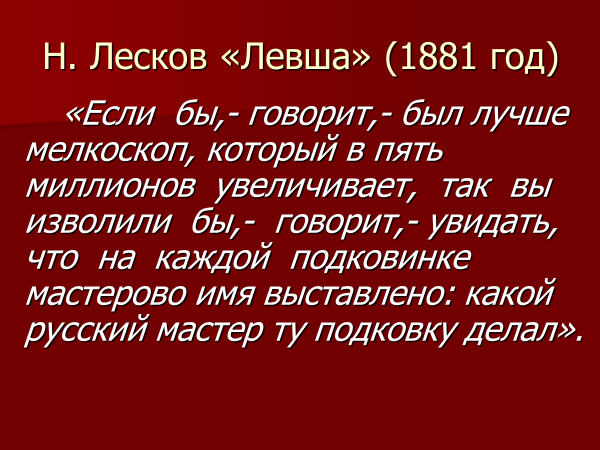 Н. Лесков «Левша» (1881 год)
«Если бы,- говорит,- был лучше
мелкоскоп, который в пять
миллионов увеличивает, так вы
изволили бы,- говорит,- увидать,
что на каждой подковинке
мастерово имя выставлено: какой
русский мастер ту подковку делал».